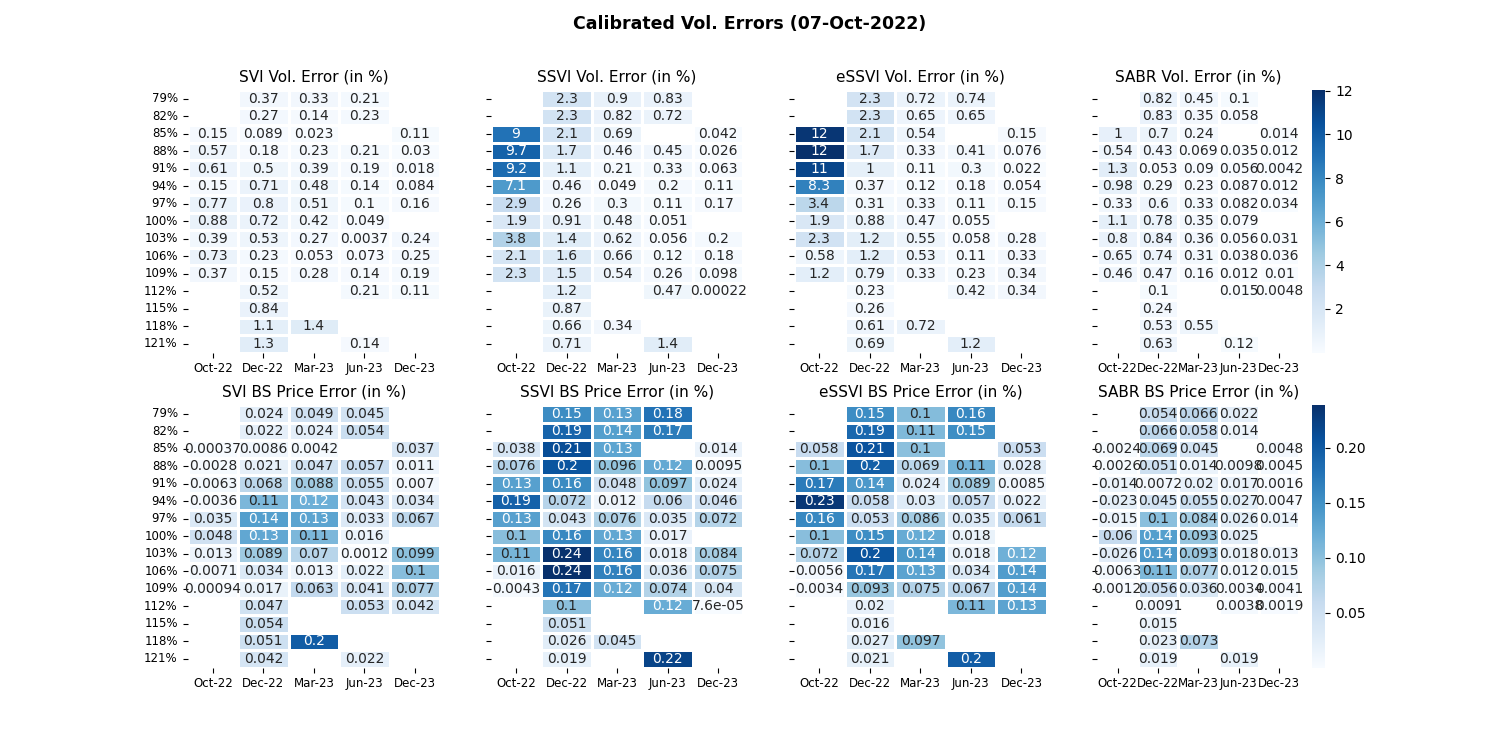 Calibrated Vol. Errors (07-Oct-2022)
SVI Vol. Error (in %) SSVI Vol. Error (in %) eSSVI Vol. Error (in %) SABR Vol. Error (in %)
79% 0.37 0.33 0.21 2.3 0.9 0.83 2.3 0.72 0.74 0.82 0.45 0.1 12
82% 0.27 0.14 0.23 2.3 0.82 0.72 2.3 0.65 0.65 0.83 0.35 0.058
85% 0.15 0.089 0.023 0.11 9 2.1 0.69 0.042 12 2.1 0.54 0.15 1 0.7 0.24 0.014 10
88% 0.57 0.18 0.23 0.21 0.03 9.7 1.7 0.46 0.45 0.026 12 1.7 0.33 0.41 0.076 0.54 0.43 0.069 0.035 0.012
91% 0.61 0.5 0.39 0.19 0.018 9.2 1.1 0.21 0.33 0.063 11 1 0.11 0.3 0.022 1.3 0.053 0.09 0.056 0.0042
94% 0.15 0.71 0.48 0.14 0.084 7.1 0.46 0.049 0.2 0.11 8.3 0.37 0.12 0.18 0.054 0.98 0.29 0.23 0.087 0.012 8
97% 0.77 0.8 0.51 0.1 0.16 2.9 0.26 0.3 0.11 0.17 3.4 0.31 0.33 0.11 0.15 0.33 0.6 0.33 0.082 0.034
100% 0.88 0.72 0.42 0.049 1.9 0.91 0.48 0.051 1.9 0.88 0.47 0.055 1.1 0.78 0.35 0.079 6
103% 0.39 0.53 0.27 0.0037 0.24 3.8 1.4 0.62 0.056 0.2 2.3 1.2 0.55 0.058 0.28 0.8 0.84 0.36 0.056 0.031
106% 0.73 0.23 0.053 0.073 0.25 2.1 1.6 0.66 0.12 0.18 0.58 1.2 0.53 0.11 0.33 0.65 0.74 0.31 0.038 0.036
109% 0.37 0.15 0.28 0.14 0.19 2.3 1.5 0.54 0.26 0.098 1.2 0.79 0.33 0.23 0.34 0.46 0.47 0.16 0.012 0.01 4
112% 0.52 0.21 0.11 1.2 0.47 0.00022 0.23 0.42 0.34 0.1 0.015 0.0048
115% 0.84 0.87 0.26 0.24 2
118% 1.1 1.4 0.66 0.34 0.61 0.72 0.53 0.55
121% 1.3 0.14 0.71 1.4 0.69 1.2 0.63 0.12
Oct-22 Dec-22 Mar-23 Jun-23 Dec-23 Oct-22 Dec-22 Mar-23 Jun-23 Dec-23 Oct-22 Dec-22 Mar-23 Jun-23 Dec-23 Oct-22 Dec-22 Mar-23 Jun-23 Dec-23
SVI BS Price Error (in %) SSVI BS Price Error (in %) eSSVI BS Price Error (in %) SABR BS Price Error (in %)
79% 0.024 0.049 0.045 0.15 0.13 0.18 0.15 0.1 0.16 0.054 0.066 0.022
82% 0.022 0.024 0.054 0.19 0.14 0.17 0.19 0.11 0.15 0.066 0.058 0.014
85% 0.00037 0.0086 0.0042 0.037 0.038 0.21 0.13 0.014 0.058 0.21 0.1 0.053 0.0024 0.069 0.045 0.0048 0.20
88% 0.0028 0.021 0.047 0.057 0.011 0.076 0.2 0.096 0.12 0.0095 0.1 0.2 0.069 0.11 0.028 0.0026 0.051 0.014 0.0098 0.0045
91% 0.0063 0.068 0.088 0.055 0.007 0.13 0.16 0.048 0.097 0.024 0.17 0.14 0.024 0.089 0.0085 0.014 0.0072 0.02 0.017 0.0016
94% 0.0036 0.11 0.12 0.043 0.034 0.19 0.072 0.012 0.06 0.046 0.23 0.058 0.03 0.057 0.022 0.023 0.045 0.055 0.027 0.0047 0.15
97% 0.035 0.14 0.13 0.033 0.067 0.13 0.043 0.076 0.035 0.072 0.16 0.053 0.086 0.035 0.061 0.015 0.1 0.084 0.026 0.014
100% 0.048 0.13 0.11 0.016 0.1 0.16 0.13 0.017 0.1 0.15 0.12 0.018 0.06 0.14 0.093 0.025
103% 0.013 0.089 0.07 0.0012 0.099 0.11 0.24 0.16 0.018 0.084 0.072 0.2 0.14 0.018 0.12 0.026 0.14 0.093 0.018 0.013 0.10
106% 0.0071 0.034 0.013 0.022 0.1 0.016 0.24 0.16 0.036 0.075 0.0056 0.17 0.13 0.034 0.14 0.0063 0.11 0.077 0.012 0.015
109% 0.00094 0.017 0.063 0.041 0.077 0.0043 0.17 0.12 0.074 0.04 0.0034 0.093 0.075 0.067 0.14 0.0012 0.056 0.036 0.0034 0.0041
112% 0.047 0.053 0.042 0.1 0.12 7.6e-05 0.02 0.11 0.13 0.0091 0.0038 0.0019 0.05
115% 0.054 0.051 0.016 0.015
118% 0.051 0.2 0.026 0.045 0.027 0.097 0.023 0.073
121% 0.042 0.022 0.019 0.22 0.021 0.2 0.019 0.019
Oct-22 Dec-22 Mar-23 Jun-23 Dec-23 Oct-22 Dec-22 Mar-23 Jun-23 Dec-23 Oct-22 Dec-22 Mar-23 Jun-23 Dec-23 Oct-22 Dec-22 Mar-23 Jun-23 Dec-23